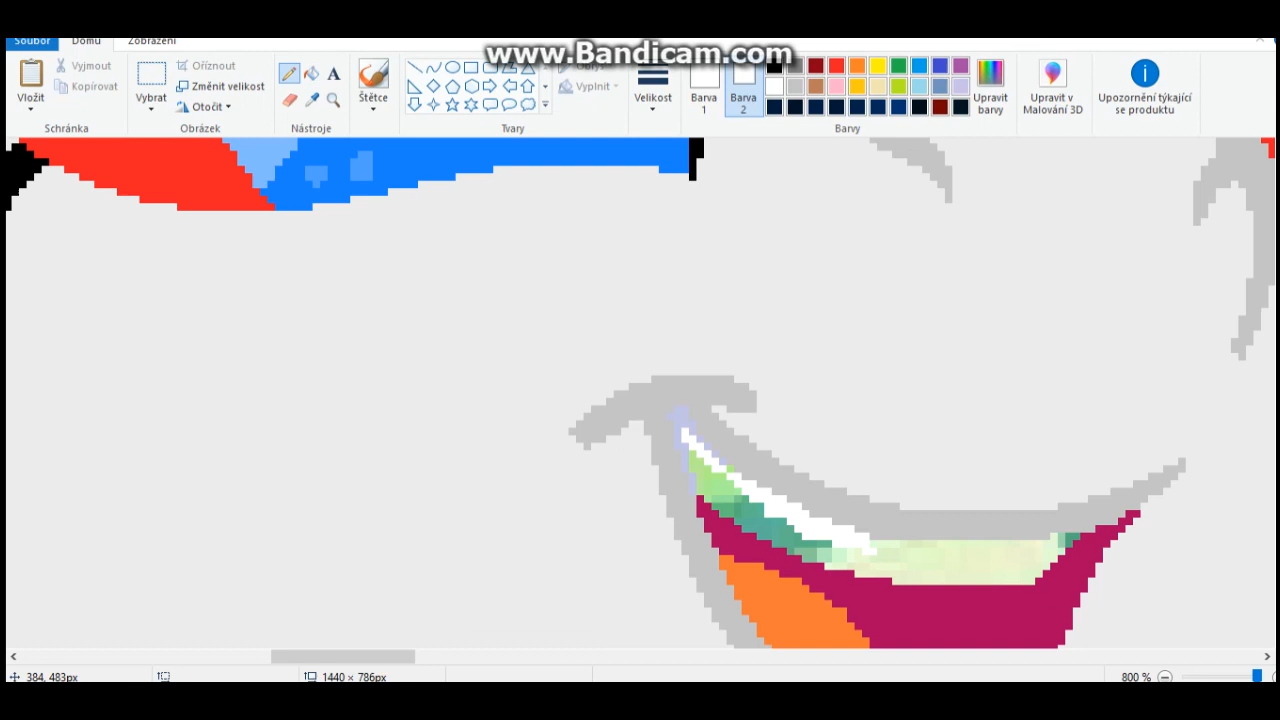 www.Bandicam.com
Soubor Domů Zobrazení
Vložit
Vyjmout
Kopírovat
Schránka
Vybrat
Oříznout
Změnit velikost
Otočit
Obrázek
A
Nástroje
Štětce
Obrys
Vyplnit
Tvary
Velikost
Barva
1
Barva
2
Upravit
barvy
Barvy
Upravit v
Malování 3D
Upozornění týkající
se produktu
384, 483px
1440 × 786px
800 %